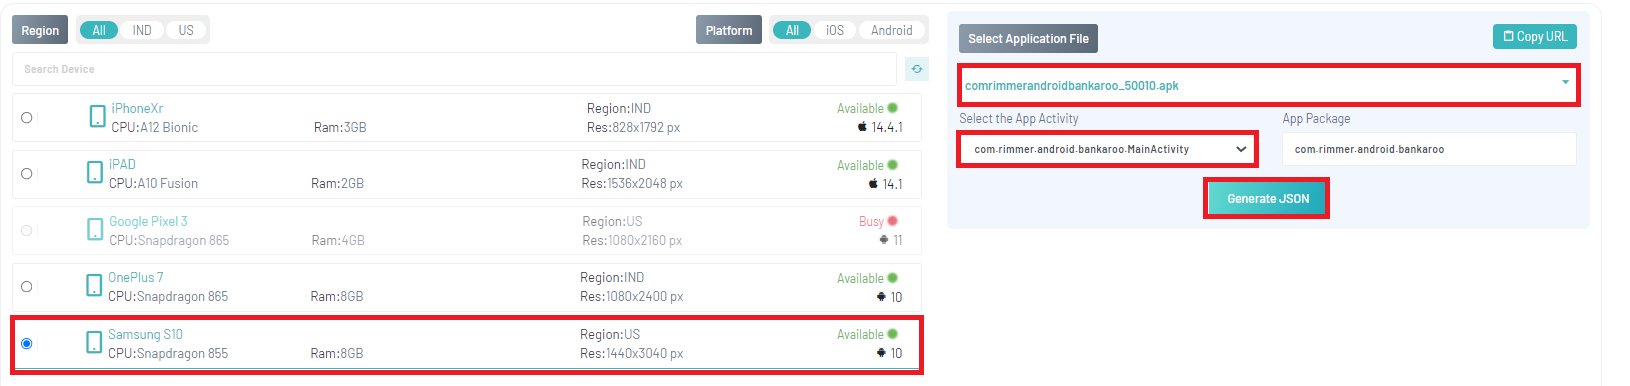 Region All IND US Platform All iOS Android
Search Device
iPhoneXr Region:IND Available
CPU:A12 Bionic Ram:3GB Res:828x1792 px 14.4.1
iPAD Region:IND Available
CPU:A10 Fusion Ram:2GB Res:1536x2048 px 14.1
Google Pixel 3 Region:US Busy
CPU:Snapdragon 865 Ram:4GB Res:1080x2160 px 11
OnePlus 7 Region:IND Available
CPU:Snapdragon 865 Ram:8GB Res:1080x2400 px 10
Samsung S10 Region:US Available
CPU:Snapdragon 855 Ram:8GB Res:1440x3040 px 10
Select Application File Copy URL
comrimmerandroidbankaroo_50010.apk
Select the App Activity App Package
com.rimmer.android.bankaroo.MainActivity com.rimmer.android.bankaroo
Generate JSON